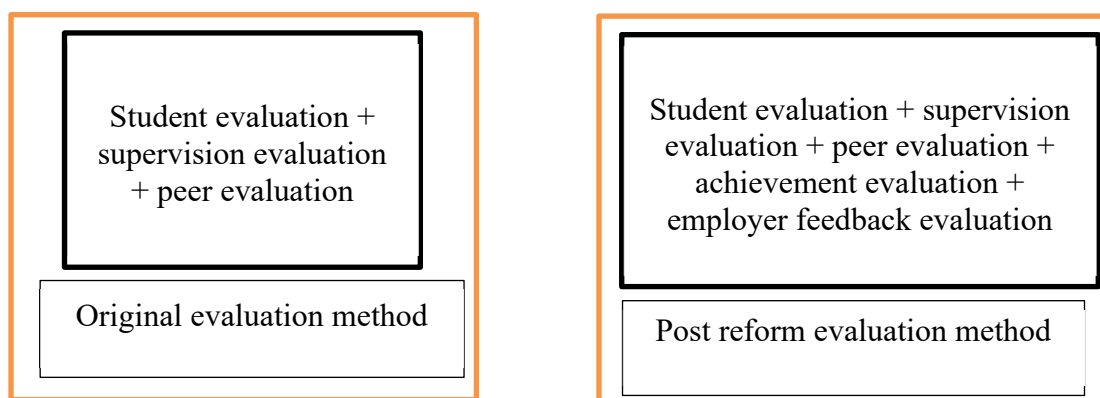 Student evaluation +
supervision evaluation
+ peer evaluation
Original evaluation method
Student evaluation + supervision
evaluation + peer evaluation +
achievement evaluation +
employer feedback evaluation
Post reform evaluation method